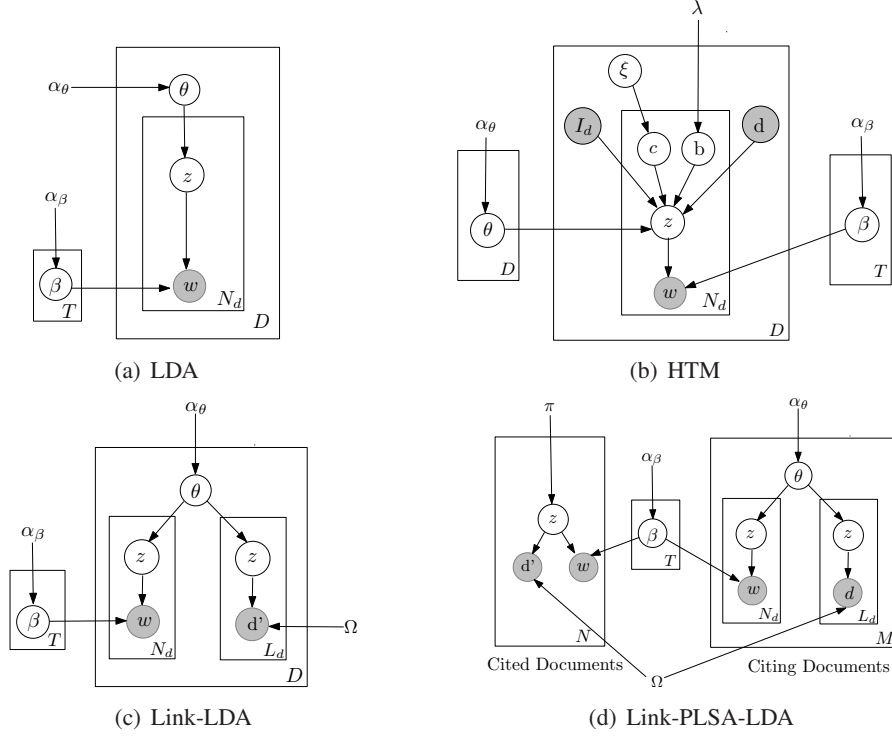 α_θ
θ
z
α_β
β
T
w
N_d
D
(a) LDA
λ
ξ
α_θ
I_d
c
b
d
α_β
θ
z
β
D
w
N_d
T
D
(b) HTM
α_θ
θ
α_β
z
z
β
T
w
d'
Ω
N_d
L_d
D
(c) Link-LDA
π
α_θ
α_β
θ
z
β
z
z
d'
w
T
w
d
N_d
L_d
N
M
Cited Documents
Ω
Citing Documents
(d) Link-PLSA-LDA